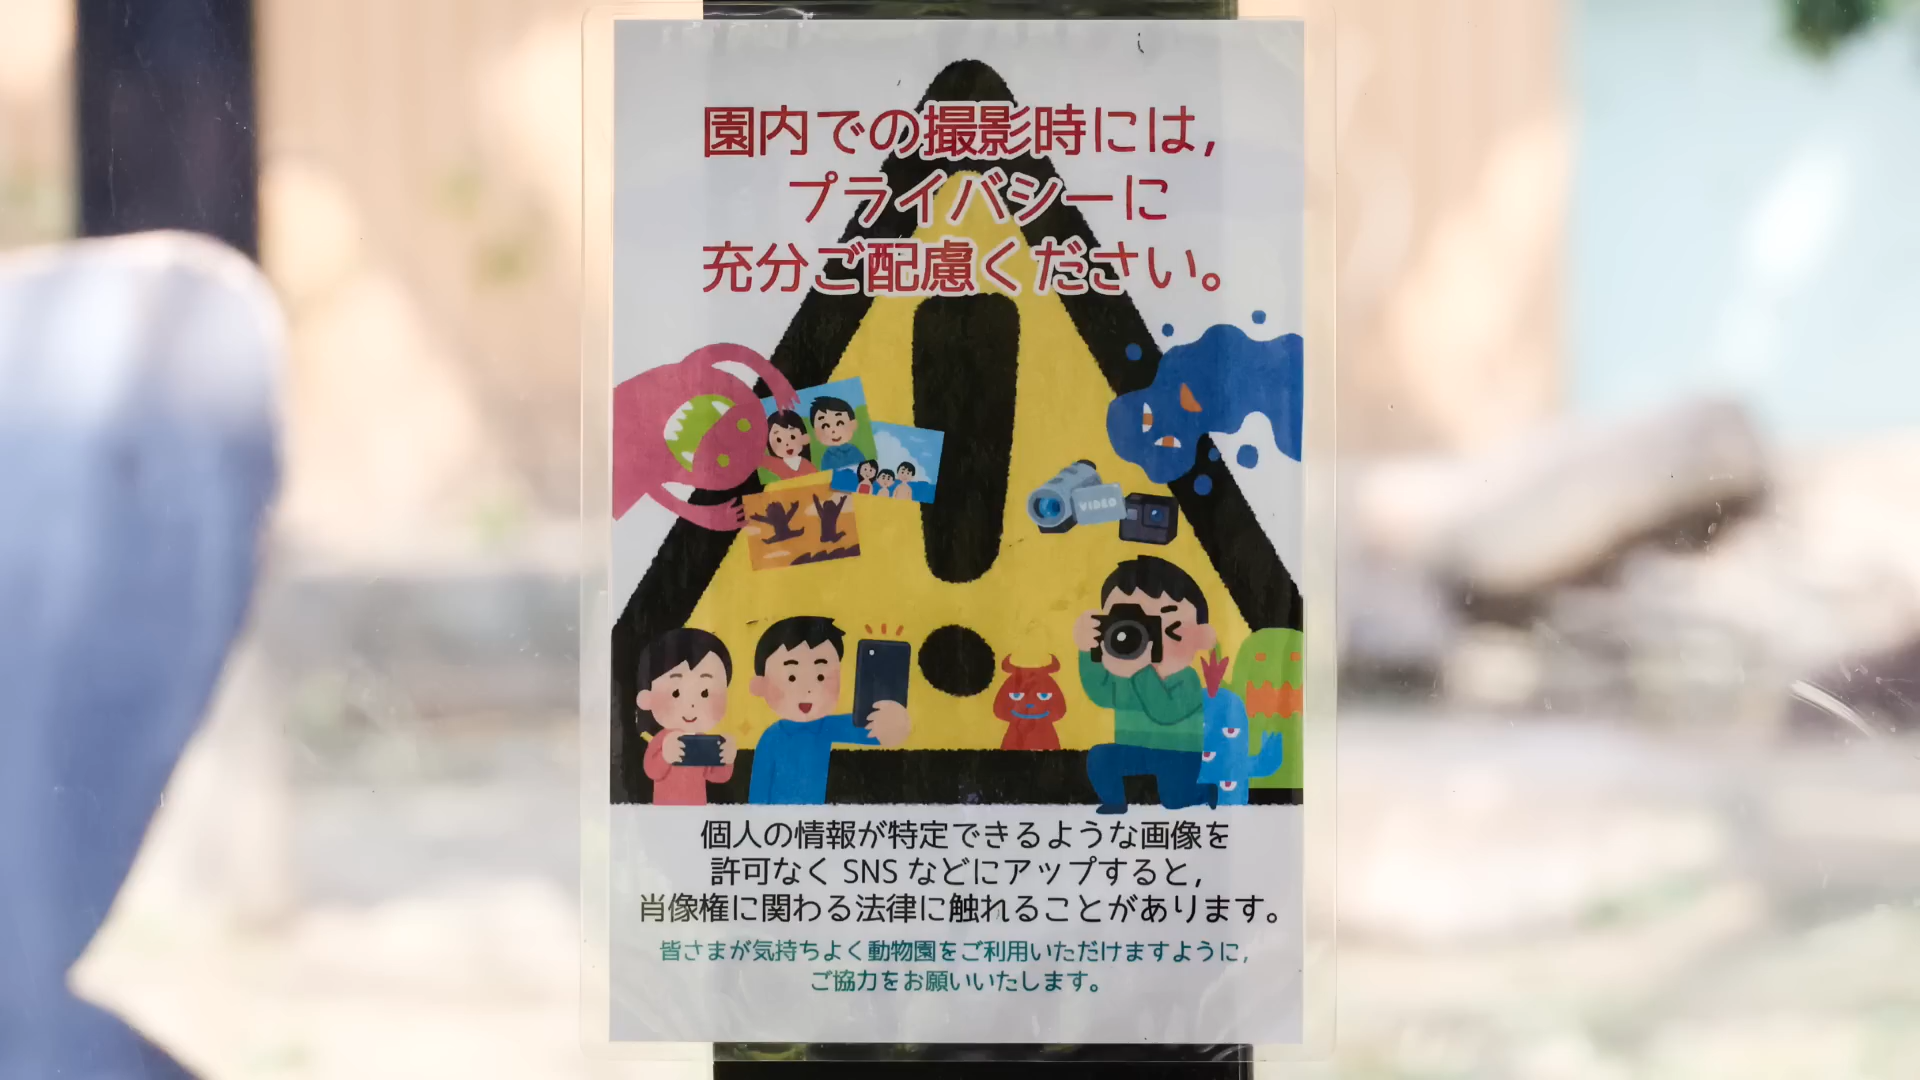 園内での撮影時には,
プライバシーに
充分ご配慮ください。
VIDEO
個人の情報が特定できるような画像を
許可なく SNS などにアップすると,
肖像権に関わる法律に触れることがあります。
皆さまが気持ちよく動物園をご利用いただけますように,
ご協力をお願いいたします。